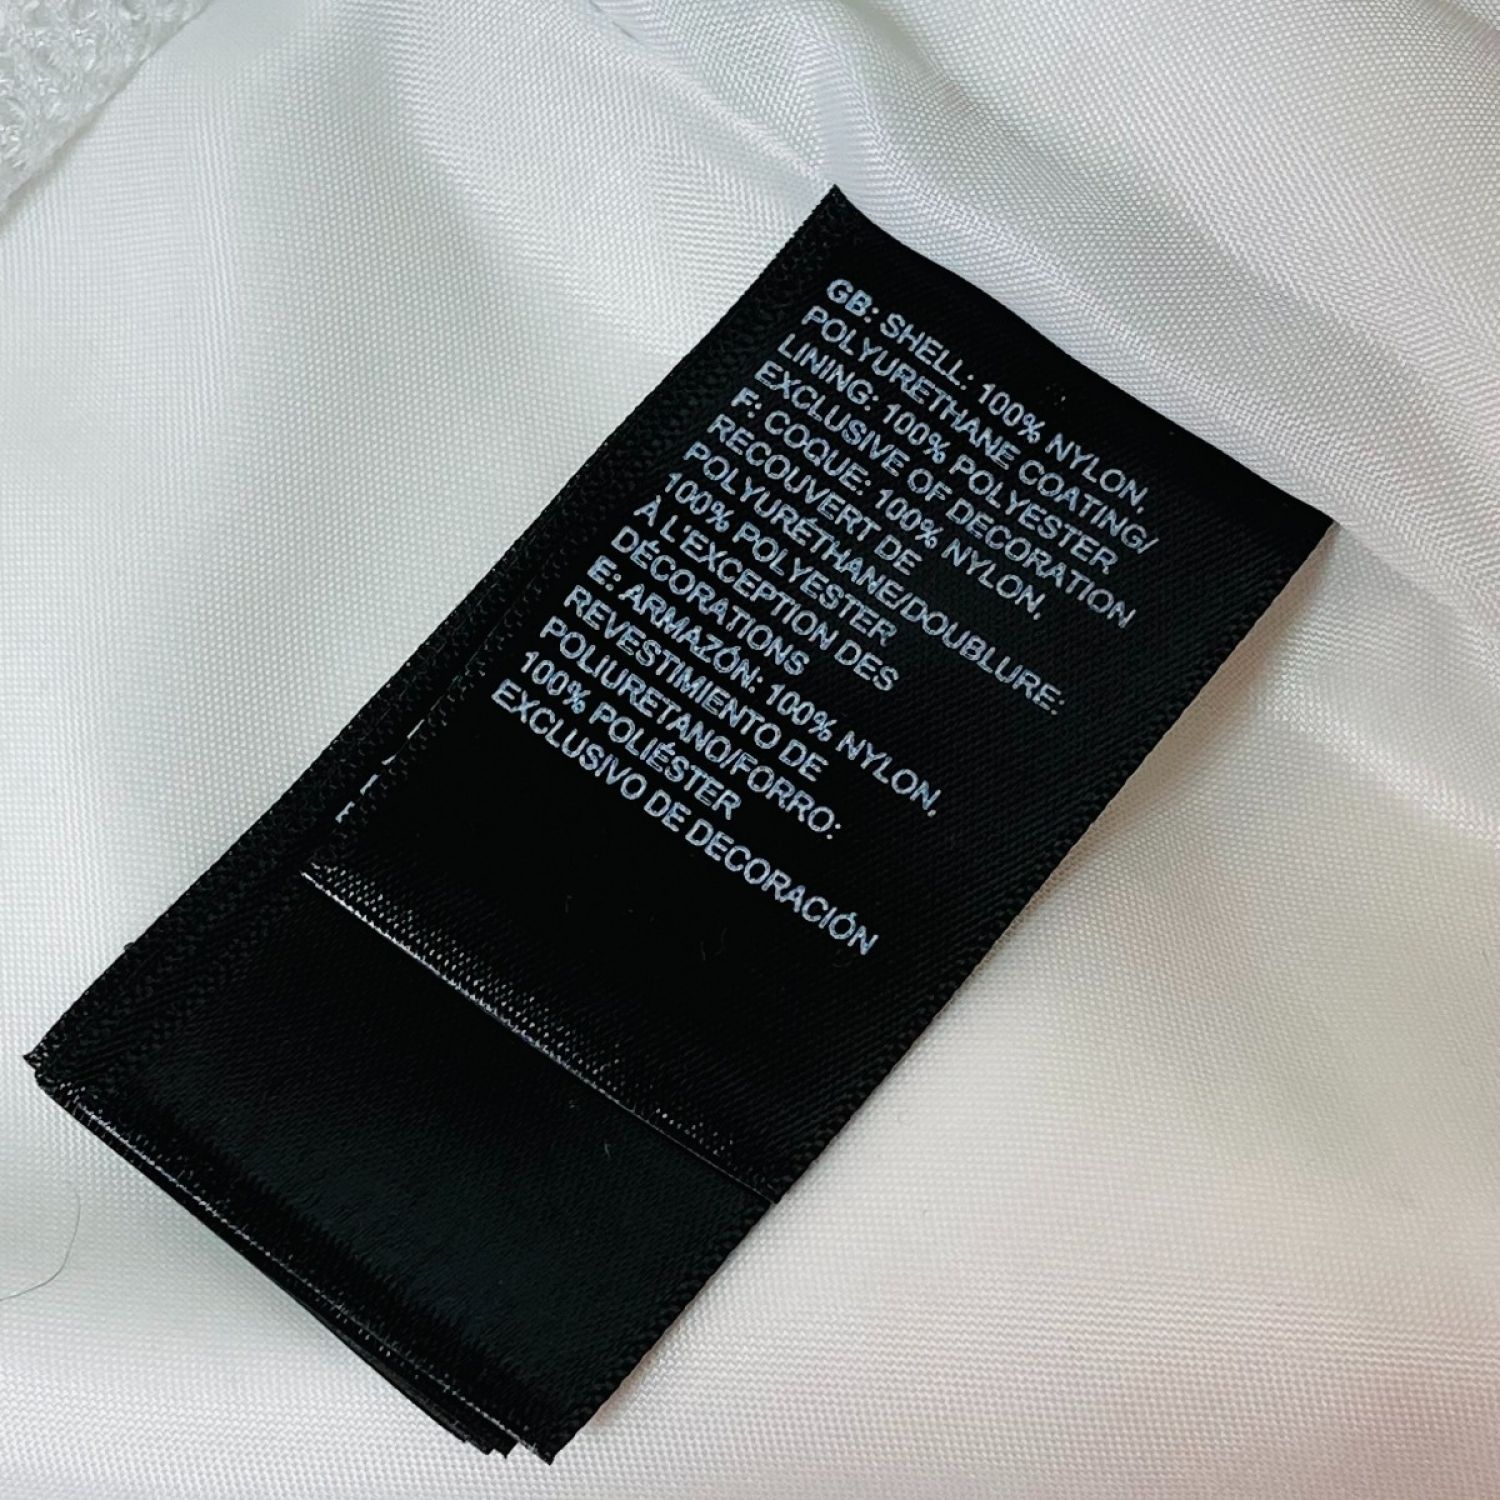 GB: SHELL: 100% NYLON,
POLYURETHANE COATING/
LINING: 100% POLYESTER
EXCLUSIVE OF DECORATION
F: COQUE: 100% NYLON,
RECOUVERT DE
POLYURÉTHANE/DOUBLURE:
100% POLYESTER
À L'EXCEPTION DES
DÉCORATIONS
E: ARMAZÓN: 100% NYLON,
REVESTIMIENTO DE
POLIURETANO/FORRO:
100% POLIÉSTER
EXCLUSIVO DE DECORACIÓN